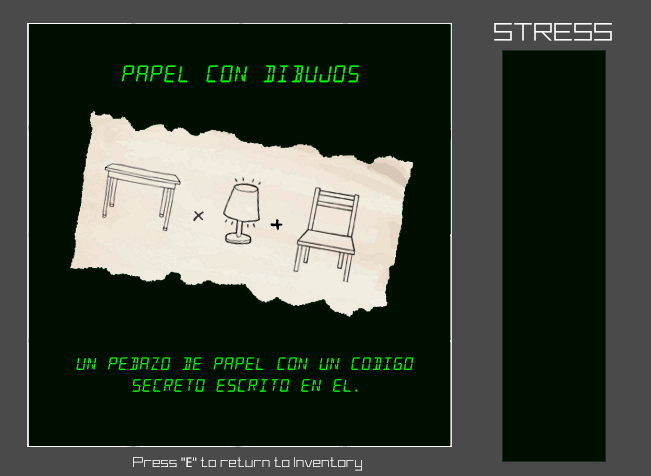 STRESS
PAPEL CON DIBUJOS
× +
UN PEDAZO DE PAPEL CON UN CODIGO
SECRETO ESCRITO EN EL.
Press "E" to return to Inventory